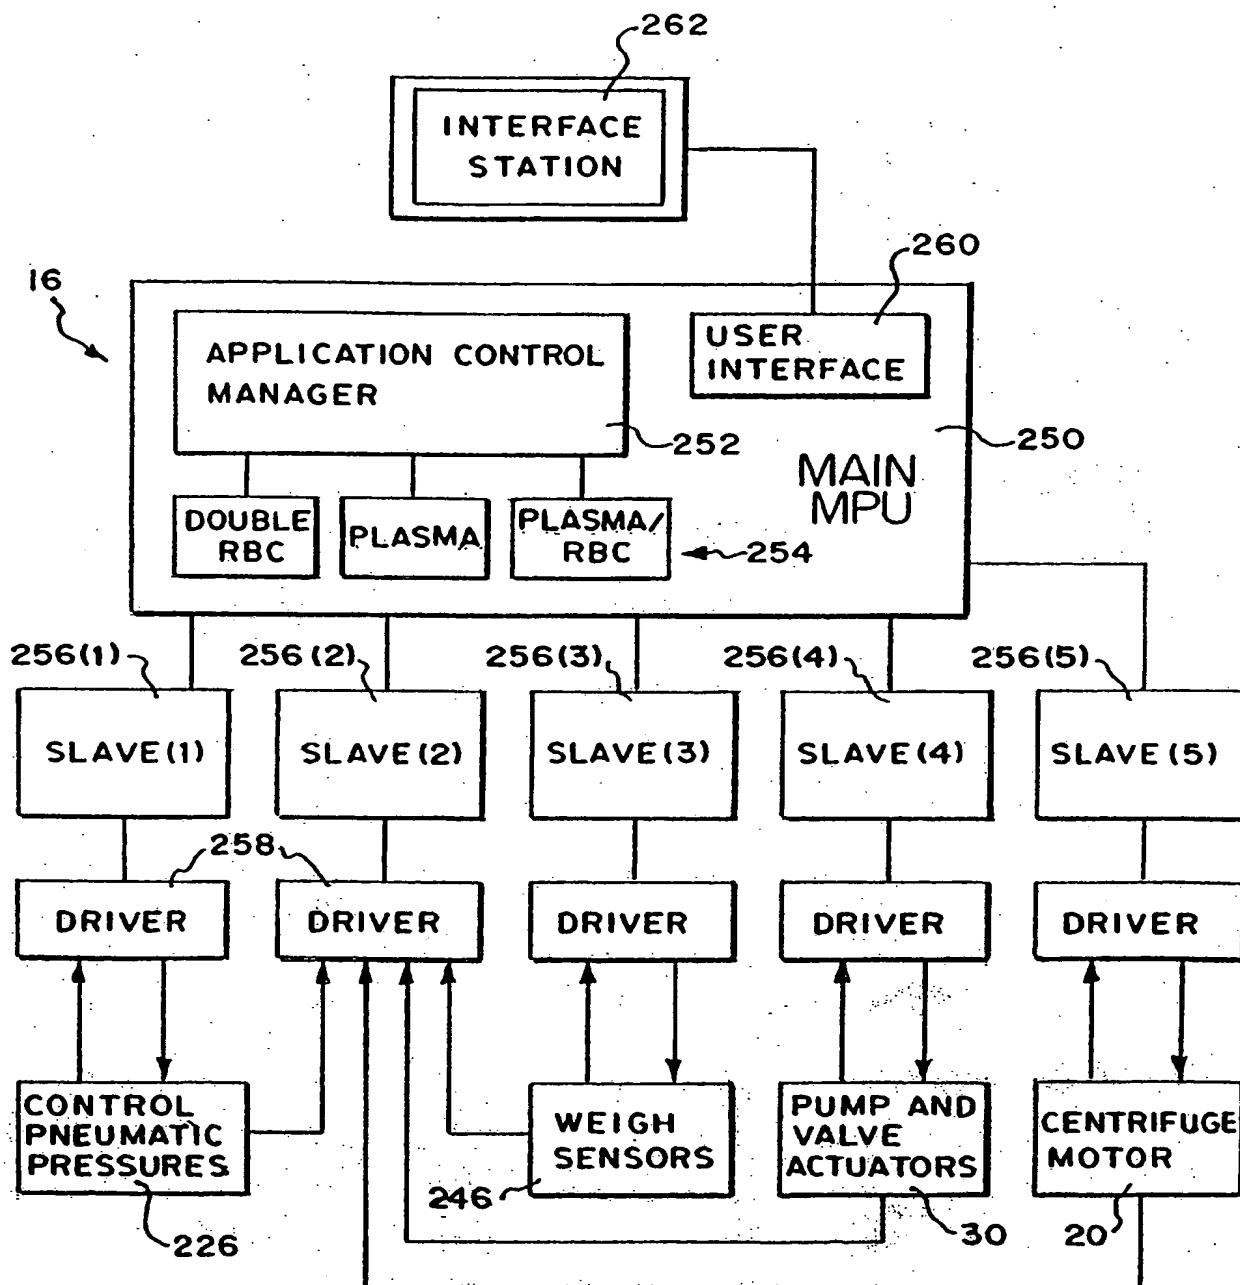 262
INTERFACE
STATION
260
16
APPLICATION CONTROL
MANAGER
USER
INTERFACE
252
250
MAIN
MPU
DOUBLE
RBC
PLASMA
PLASMA/
RBC
254
256(1)
256(2)
256(3)
256(4)
256(5)
SLAVE(1)
SLAVE(2)
SLAVE(3)
SLAVE(4)
SLAVE(5)
258
DRIVER
DRIVER
DRIVER
DRIVER
DRIVER
CONTROL
PNEUMATIC
PRESSURES
WEIGH
SENSORS
PUMP AND
VALVE
ACTUATORS
CENTRIFUGE
MOTOR
226
246
30
20